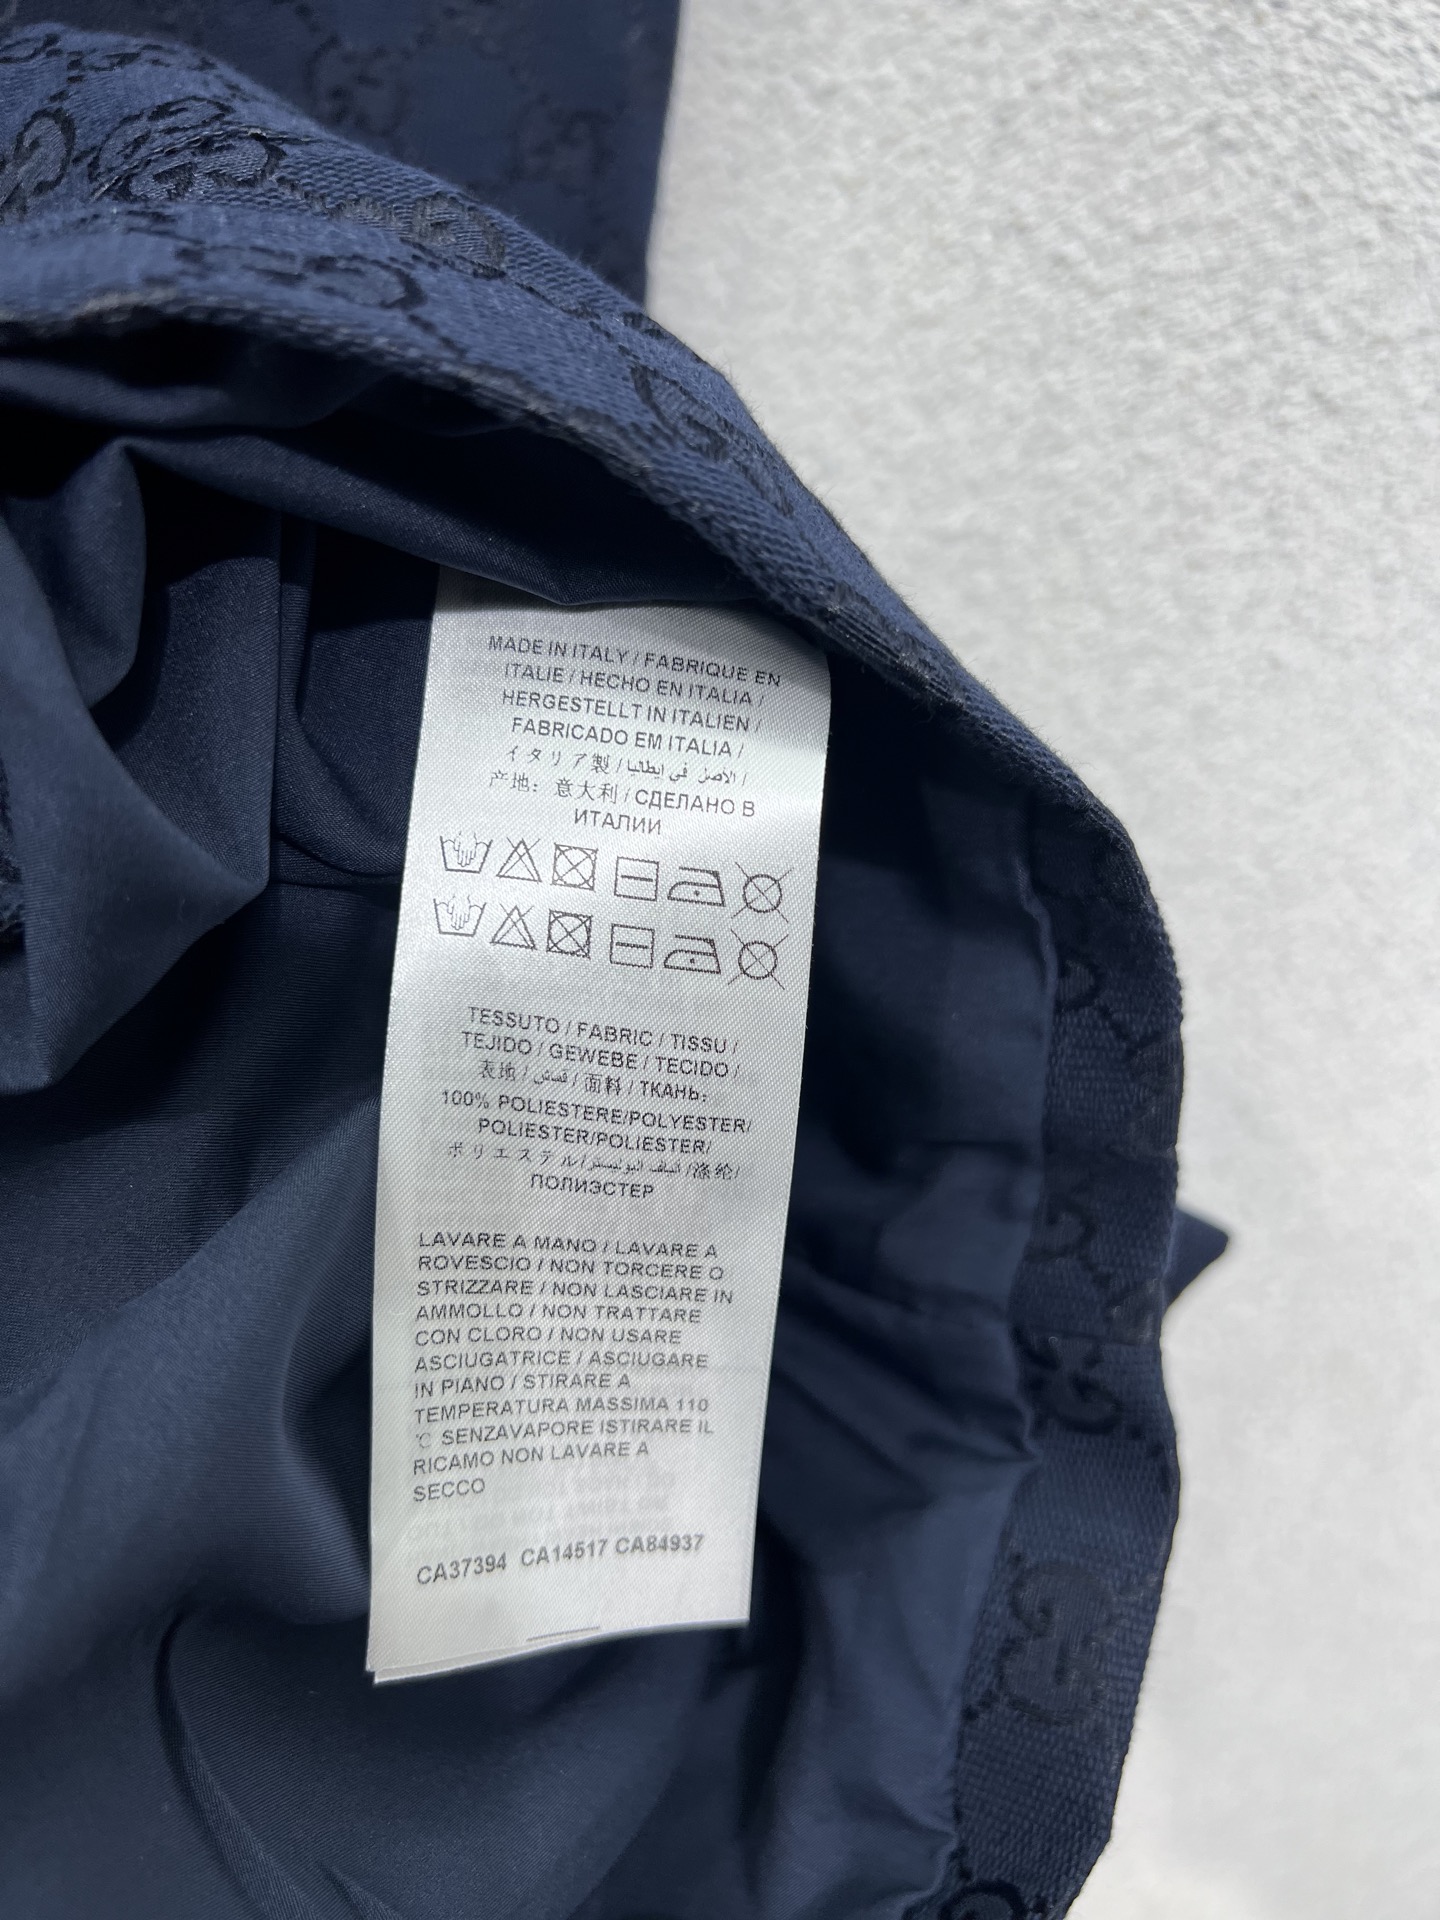 MADE IN ITALY / FABRIQUE EN
ITALIE / HECHO EN ITALIA /
HERGESTELLT IN ITALIEN /
FABRICADO EM ITALIA /
イタリア製 / الأصل في إيطاليا /
产地：意大利 / СДЕЛАНО В
ИТАЛИИ
TESSUTO / FABRIC / TISSU /
TEJIDO / GEWEBE / TECIDO /
表地 / قماش / 面料 / ТКАНЬ:
100% POLIESTERE/POLYESTER/
POLIESTER/POLIESTER/
ポリエステル/ألياف البوليستر/涤纶/
ПОЛИЭСТЕР
LAVARE A MANO / LAVARE A
ROVESCIO / NON TORCERE O
STRIZZARE / NON LASCIARE IN
AMMOLLO / NON TRATTARE
CON CLORO / NON USARE
ASCIUGATRICE / ASCIUGARE
IN PIANO / STIRARE A
TEMPERATURA MASSIMA 110
℃ SENZAVAPORE ISTIRARE IL
RICAMO NON LAVARE A
SECCO
CA37394 CA14517 CA84937